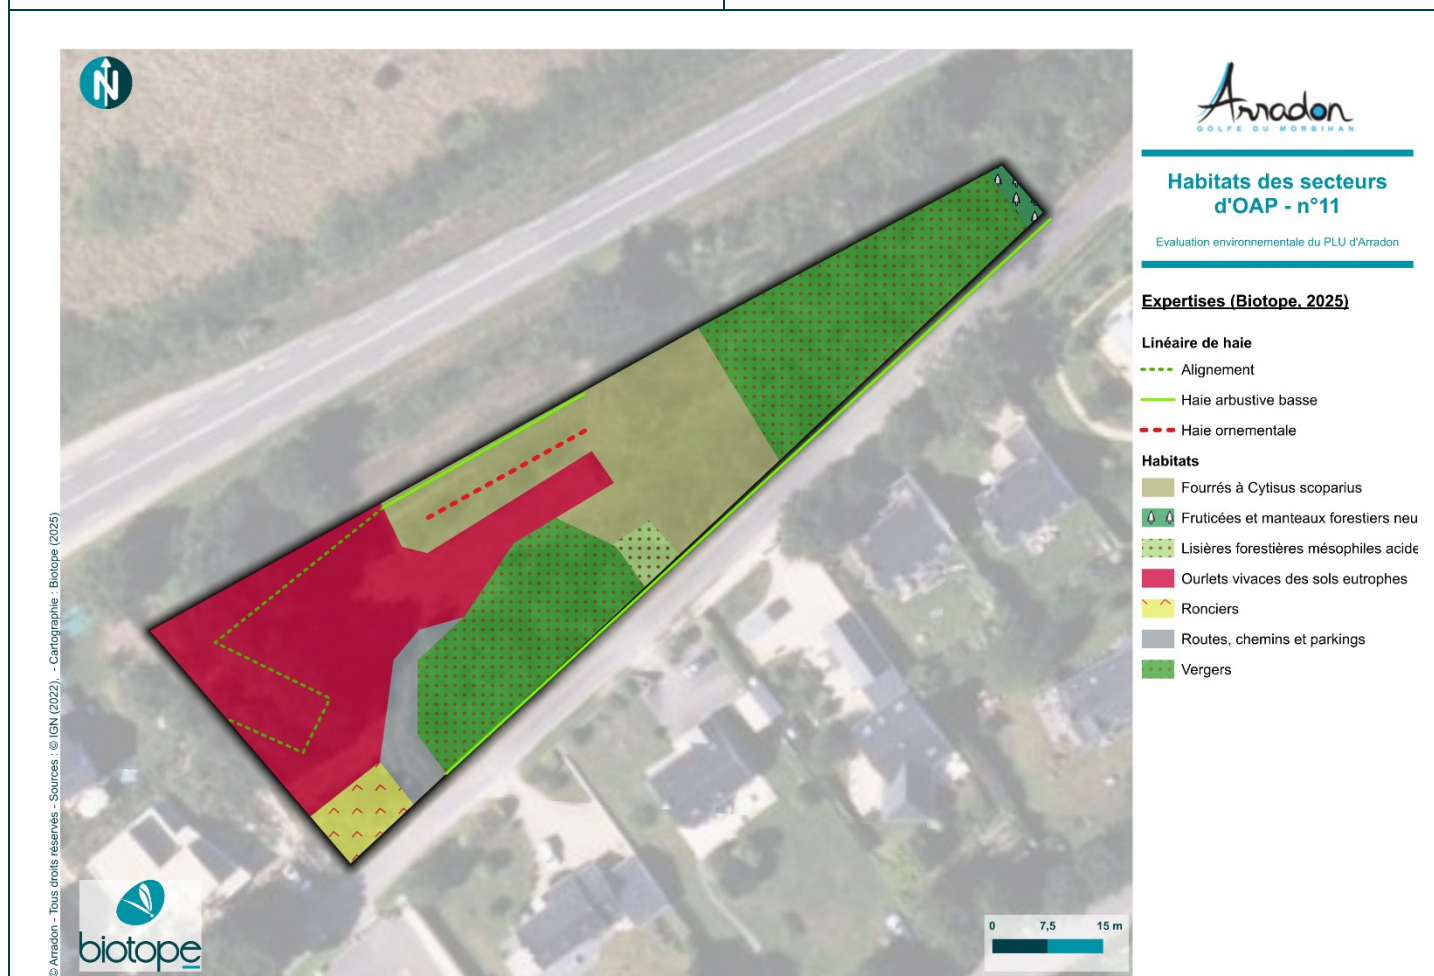 N
Arradon
GOLFE DU MORBIHAN
Habitats des secteurs
d'OAP - n°11
Evaluation environnementale du PLU d'Arradon
Expertises (Biotope, 2025)
Linéaire de haie
Alignement
Haie arbustive basse
Haie ornementale
Habitats
Fourrés à Cytisus scoparius
Fruticées et manteaux forestiers neu
Lisières forestières mésophiles acide
Ourlets vivaces des sols eutrophes
Ronciers
Routes, chemins et parkings
Vergers
© Arradon - Tous droits réservés - Sources : © IGN (2022), - Cartographie : Biotope (2025)
biotope
0 7,5 15 m